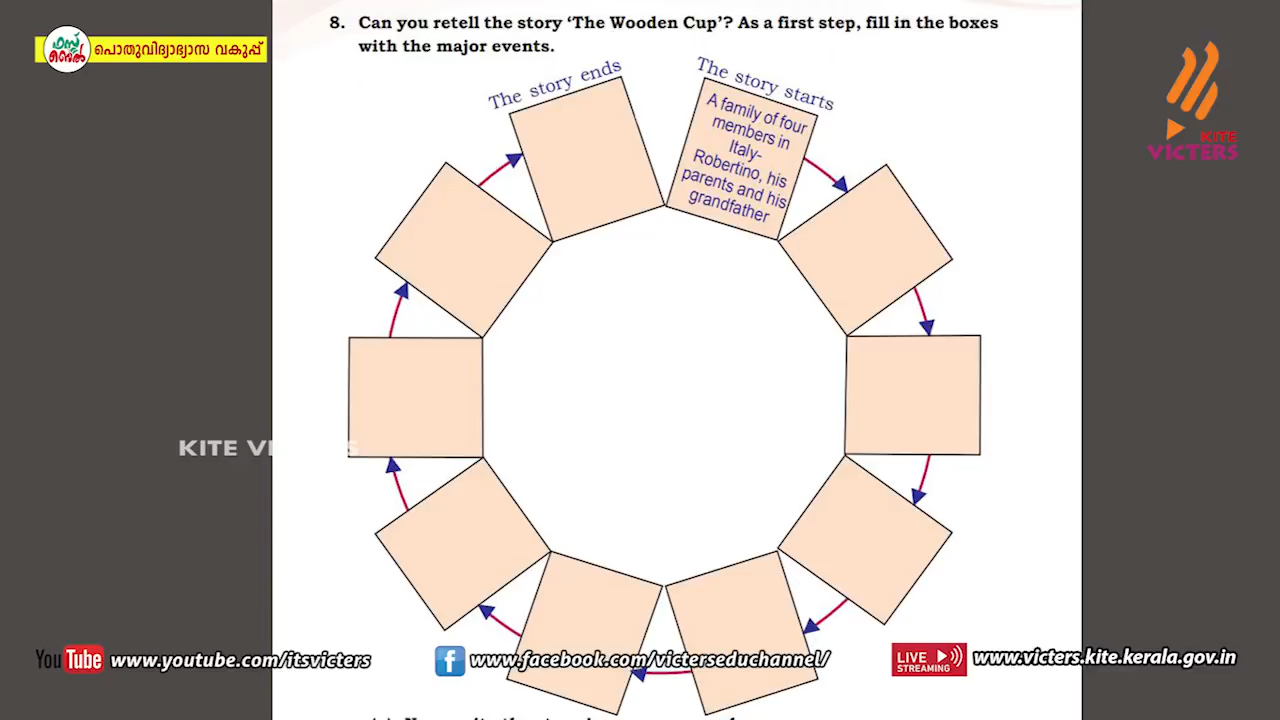 8. Can you retell the story ‘The Wooden Cup’? As a first step, fill in the boxes
with the major events.
ഫസ്റ്റ്
ബെൽ
പൊതുവിദ്യാഭ്യാസ വകുപ്പ്
The story ends
The story starts
A family of four
members in
Italy-
Robertino, his
parents and his
grandfather
KITE
VICTERS
KITE VICTERS
YouTube www.youtube.com/itsvicters
f www.facebook.com/victerseduchannel/
LIVE
STREAMING
www.victers.kite.kerala.gov.in